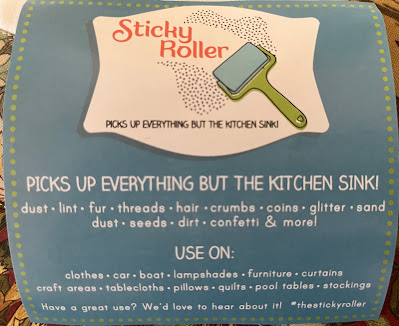 Sticky
Roller
PICKS UP EVERYTHING BUT THE KITCHEN SINK!
PICKS UP EVERYTHING BUT THE KITCHEN SINK!
dust • lint • fur • threads • hair • crumbs • coins • glitter • sand
dust • seeds • dirt • confetti & more!
USE ON:
clothes • car • boat • lampshades • furniture • curtains
craft areas • tablecloths • pillows • quilts • pool tables • stockings
Have a great use? We'd love to hear about it! #thestickyroller